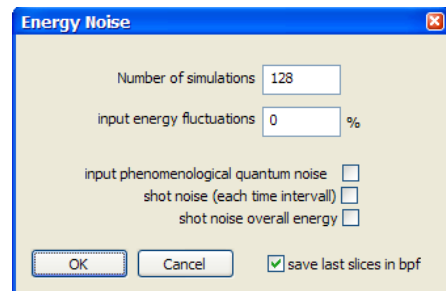 Energy Noise
Number of simulations 128
input energy fluctuations 0 %
input phenomenological quantum noise
shot noise (each time intervall)
shot noise overall energy
OK Cancel save last slices in bpf